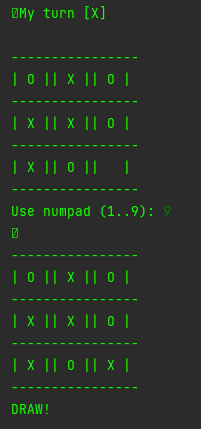 ▯My turn [X]
----------------
| O || X || O |
----------------
| X || X || O |
----------------
| X || O ||   |
----------------
Use numpad (1..9): 9
▯
----------------
| O || X || O |
----------------
| X || X || O |
----------------
| X || O || X |
----------------
DRAW!